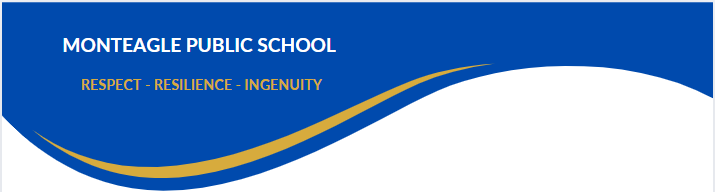 MONTEAGLE PUBLIC SCHOOL
RESPECT - RESILIENCE - INGENUITY